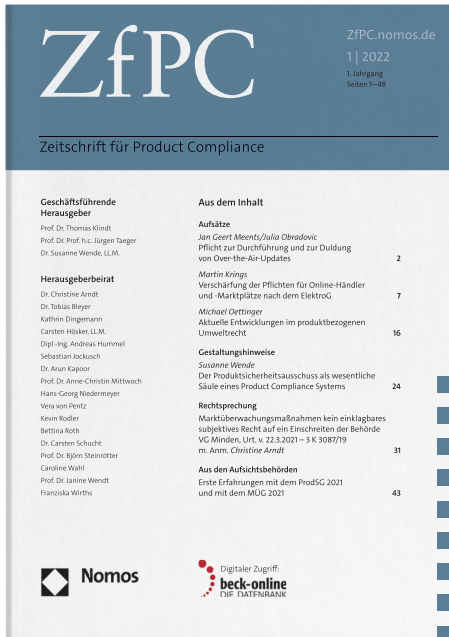 ZfPC
ZfPC.nomos.de
1 | 2022
1. Jahrgang
Seiten 1–48
Zeitschrift für Product Compliance
Geschäftsführende
Herausgeber
Prof. Dr. Thomas Klindt
Prof. Dr. Prof. h.c. Jürgen Taeger
Dr. Susanne Wende, LL.M.
Herausgeberbeirat
Dr. Christine Arndt
Dr. Tobias Bleyer
Kathrin Dingemann
Carsten Hösker, LL.M.
Dipl.-Ing. Andreas Hummel
Sebastian Jockusch
Dr. Arun Kapoor
Prof. Dr. Anne-Christin Mittwoch
Hans-Georg Niedermeyer
Vera von Pentz
Kevin Rodler
Bettina Roth
Dr. Carsten Schucht
Prof. Dr. Björn Steinrötter
Caroline Wahl
Prof. Dr. Janine Wendt
Franziska Wirths
Aus dem Inhalt
Aufsätze
Jan Geert Meents/Julia Obradovic
Pflicht zur Durchführung und zur Duldung
von Over-the-Air-Updates 2
Martin Krings
Verschärfung der Pflichten für Online-Händler
und -Marktplätze nach dem ElektroG 7
Michael Oettinger
Aktuelle Entwicklungen im produktbezogenen
Umweltrecht 16
Gestaltungshinweise
Susanne Wende
Der Produktsicherheitsausschuss als wesentliche
Säule eines Product Compliance Systems 24
Rechtsprechung
Marktüberwachungsmaßnahmen kein einklagbares
subjektives Recht auf ein Einschreiten der Behörde
VG Minden, Urt. v. 22.3.2021 – 3 K 3087/19
m. Anm. Christine Arndt 31
Aus den Aufsichtsbehörden
Erste Erfahrungen mit dem ProdSG 2021
und mit dem MÜG 2021 43
Nomos
Digitaler Zugriff:
beck-online
DIE DATENBANK